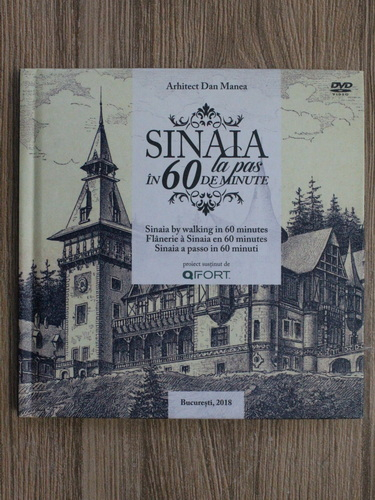 Arhitect Dan Manea
DVD
VIDEO
SINAIA
la pas
ÎN 60 DE MINUTE
Sinaia by walking in 60 minutes
Flânerie à Sinaia en 60 minutes
Sinaia a passo in 60 minuti
proiect susținut de
QFORT
București, 2018